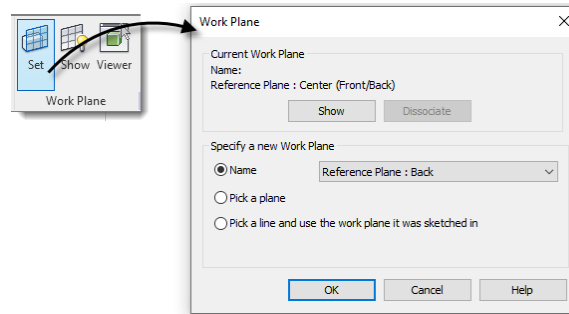 Set Show Viewer
Work Plane
Work Plane
Current Work Plane
Name:
Reference Plane : Center (Front/Back)
Show Dissociate
Specify a new Work Plane
Name Reference Plane : Back
Pick a plane
Pick a line and use the work plane it was sketched in
OK Cancel Help